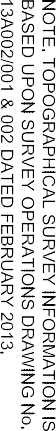 NOTE, TOPOGRAPHICAL SURVEY INFORMATION IS
BASED UPON SURVEY OPERATIONS DRAWING No.
13A002/001 & 002 DATED FEBRUARY 2013,